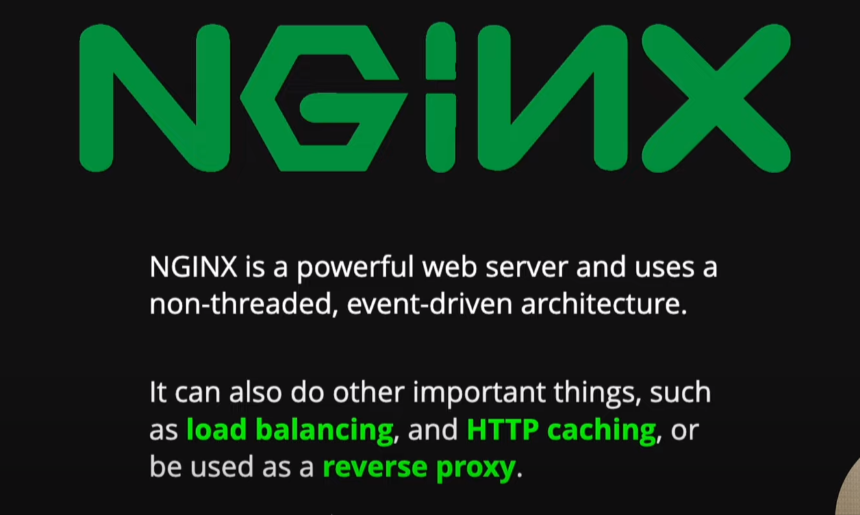 NGINX
NGINX is a powerful web server and uses a
non-threaded, event-driven architecture.
It can also do other important things, such
as load balancing, and HTTP caching, or
be used as a reverse proxy.